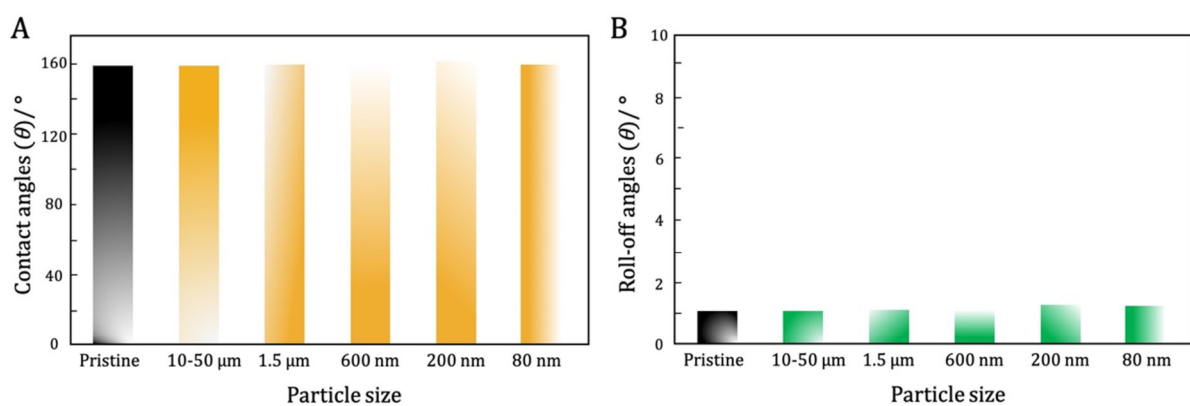 A
Contact angles (θ)/ °
160
120
80
40
0
Pristine 10-50 µm 1.5 µm 600 nm 200 nm 80 nm
Particle size
B
Roll-off angles (θ)/ °
10
8
6
4
2
0
Pristine 10-50 µm 1.5 µm 600 nm 200 nm 80 nm
Particle size